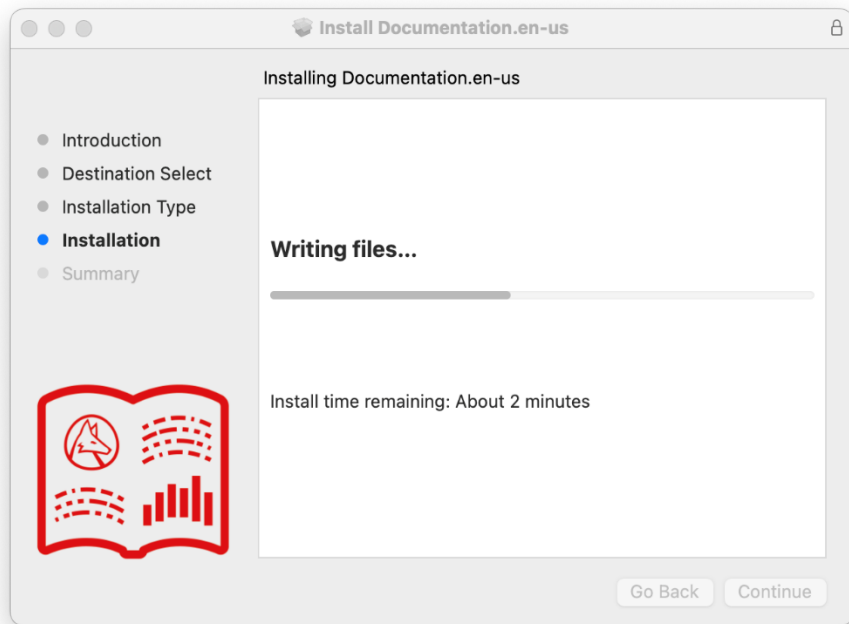 Install Documentation.en-us
Installing Documentation.en-us
Introduction
Destination Select
Installation Type
Installation
Summary
Writing files...
Install time remaining: About 2 minutes
Go Back
Continue